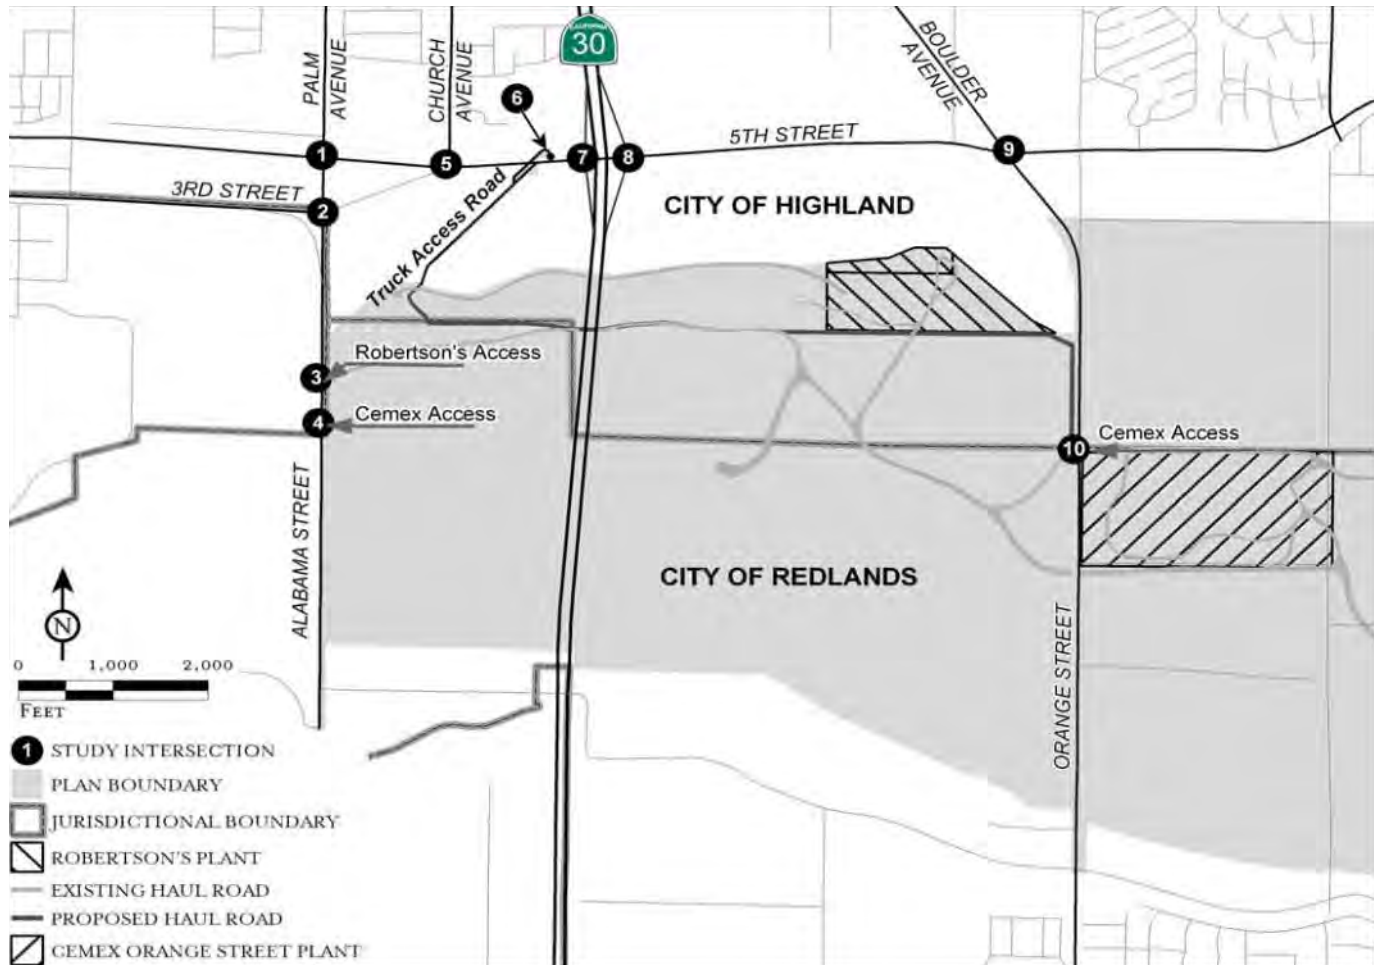 PALM
AVENUE
CHURCH
AVENUE
CALIFORNIA
30
BOULDER
AVENUE
6
1
5
7
8
5TH STREET
9
3RD STREET
2
Truck Access Road
CITY OF HIGHLAND
Robertson's Access
3
Cemex Access
4
Cemex Access
10
ALABAMA STREET
CITY OF REDLANDS
ORANGE STREET
N
0 1,000 2,000
FEET
1 STUDY INTERSECTION
PLAN BOUNDARY
JURISDICTIONAL BOUNDARY
ROBERTSON'S PLANT
EXISTING HAUL ROAD
PROPOSED HAUL ROAD
CEMEX ORANGE STREET PLANT